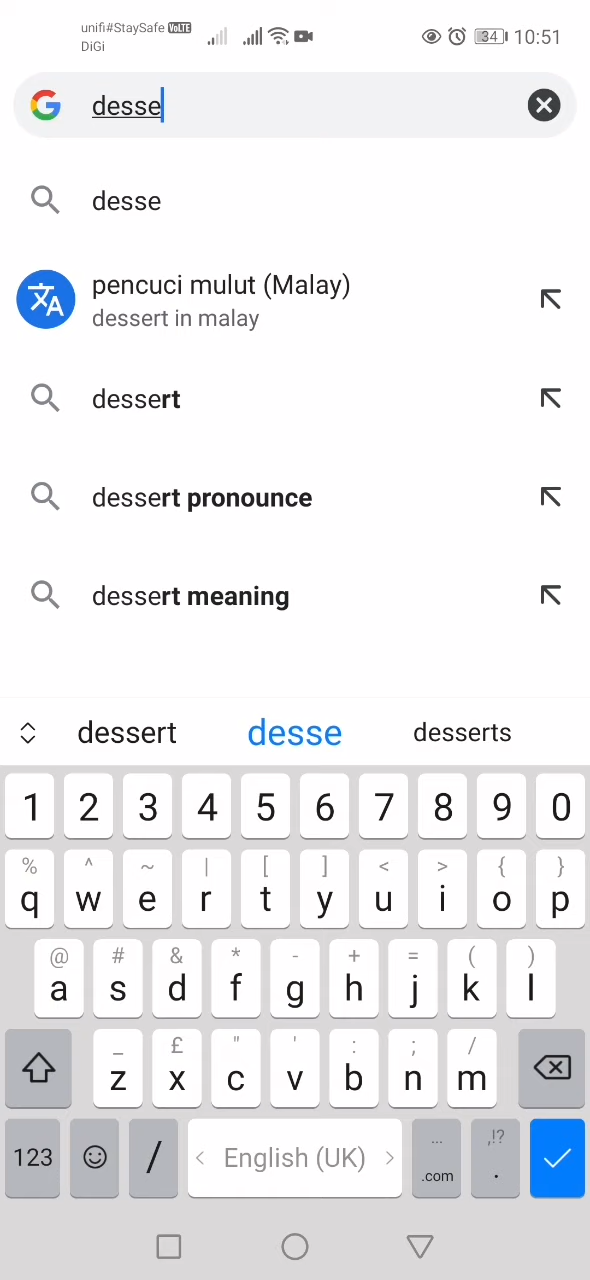 unifi#StaySafe VoLTE
DiGi
34 10:51
desse
desse
pencuci mulut (Malay)
dessert in malay
dessert
dessert pronounce
dessert meaning
dessert desse desserts
1 2 3 4 5 6 7 8 9 0
% ^ ~ | [ ] < > { }
q w e r t y u i o p
@ # & * - + = ( )
a s d f g h j k l
_ £ " ' : ; /
z x c v b n m
... ,!?
123 / < English (UK) > .com .